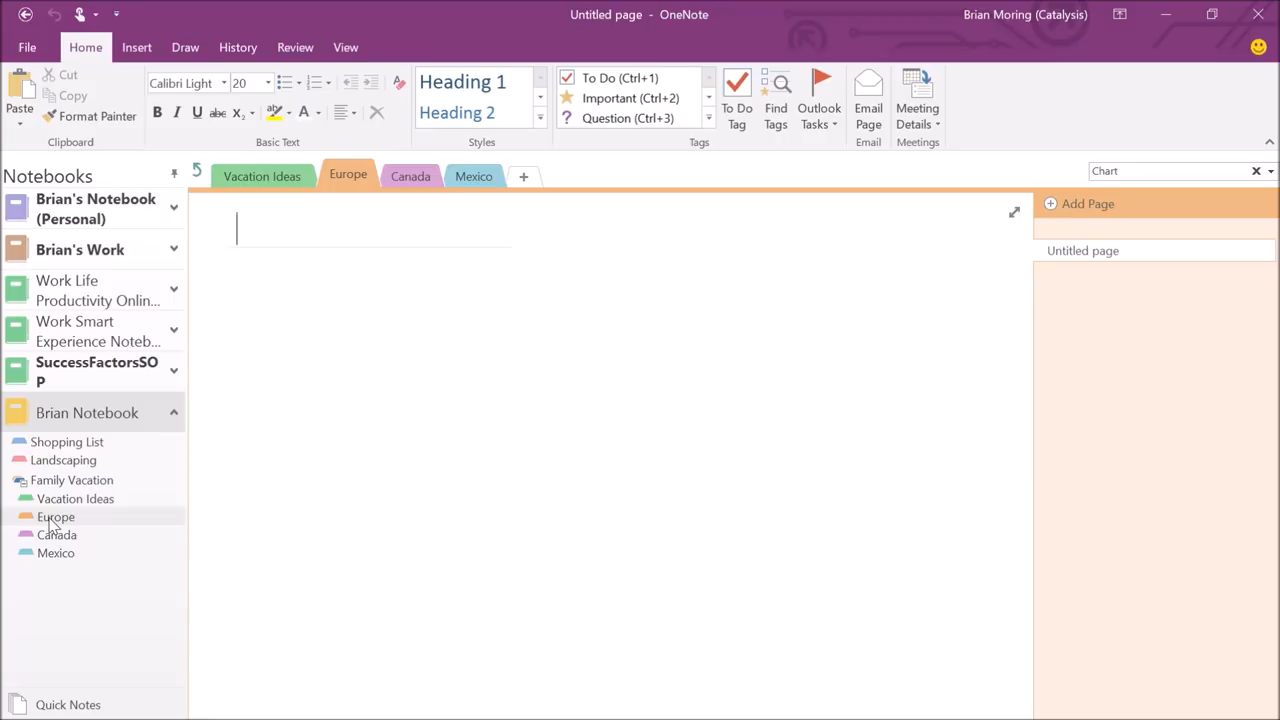 Untitled page - OneNote
Brian Moring (Catalysis)
File Home Insert Draw History Review View
Paste
Cut
Copy
Format Painter
Clipboard
Calibri Light 20
B I U abc x₂ A
Basic Text
Heading 1
Heading 2
Styles
To Do (Ctrl+1)
Important (Ctrl+2)
Question (Ctrl+3)
To Do
Tag
Find
Tags
Outlook
Tasks
Tags
Email
Page
Email
Meeting
Details
Meetings
Notebooks
Vacation Ideas Europe Canada Mexico +
Chart
Brian's Notebook
(Personal)
Brian's Work
Work Life
Productivity Onlin...
Work Smart
Experience Noteb...
SuccessFactorsSO
P
Brian Notebook
Shopping List
Landscaping
Family Vacation
Vacation Ideas
Europe
Canada
Mexico
Quick Notes
Add Page
Untitled page